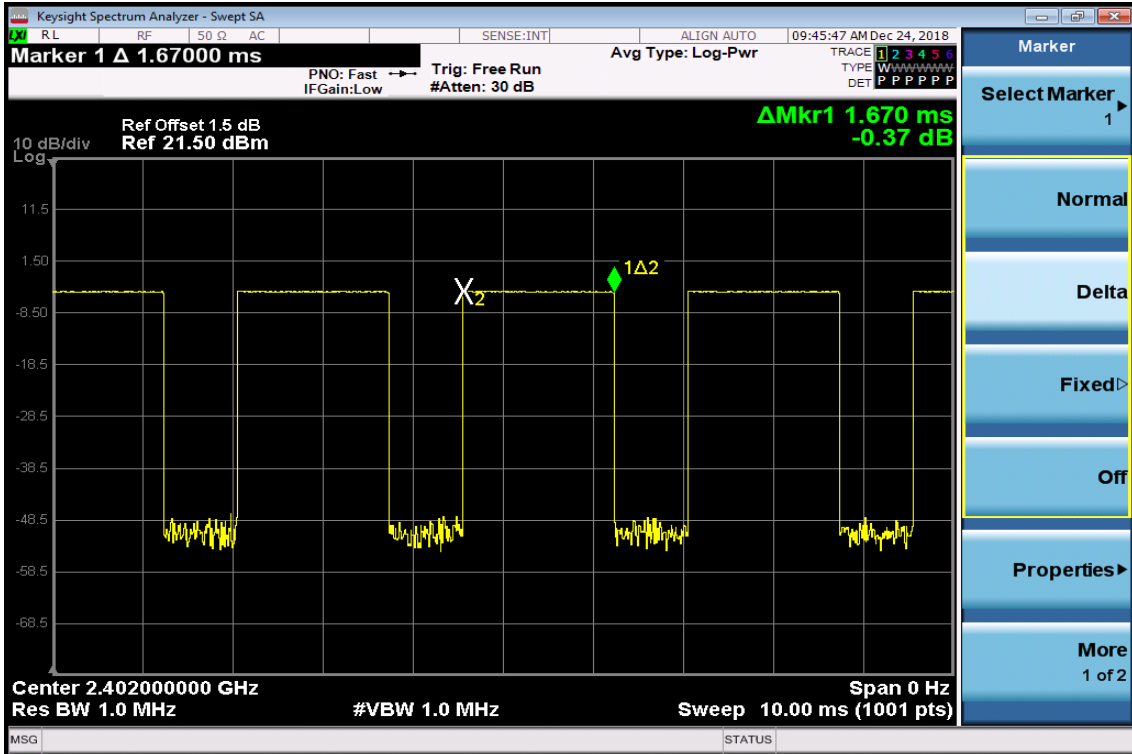 Keysight Spectrum Analyzer - Swept SA
LXI RL RF 50 Ω AC SENSE:INT ALIGN AUTO 09:45:47 AM Dec 24, 2018
Marker 1 Δ 1.67000 ms
PNO: Fast
IFGain:Low
Trig: Free Run
#Atten: 30 dB
Avg Type: Log-Pwr
TRACE 1 2 3 4 5 6
TYPE WWWWWW
DET P P P P P P
ΔMkr1 1.670 ms
-0.37 dB
Ref Offset 1.5 dB
10 dB/div Ref 21.50 dBm
Log
11.5
1.50
-8.50
-18.5
-28.5
-38.5
-48.5
-58.5
-68.5
X2
1Δ2
Center 2.402000000 GHz Span 0 Hz
Res BW 1.0 MHz #VBW 1.0 MHz Sweep 10.00 ms (1001 pts)
MSG STATUS
Marker
Select Marker
1
Normal
Delta
Fixed
Off
Properties
More
1 of 2